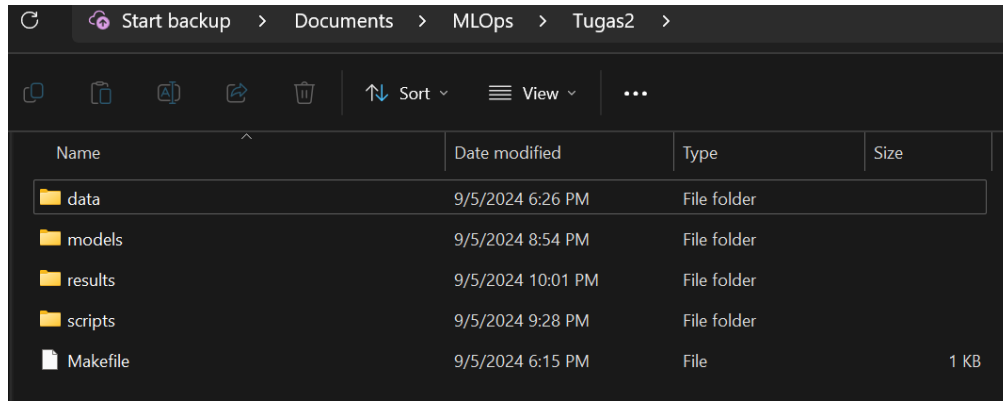 Start backup > Documents > MLOps > Tugas2 >
Sort View ...
Name Date modified Type Size
data 9/5/2024 6:26 PM File folder
models 9/5/2024 8:54 PM File folder
results 9/5/2024 10:01 PM File folder
scripts 9/5/2024 9:28 PM File folder
Makefile 9/5/2024 6:15 PM File 1 KB